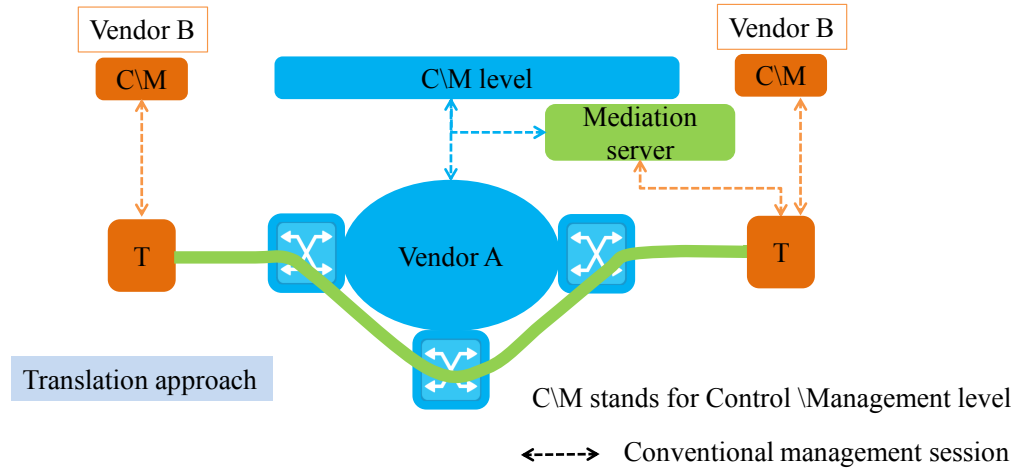 Vendor B
Vendor B
C\M
C\M level
C\M
Mediation
server
T
Vendor A
T
Translation approach
C\M stands for Control \Management level
Conventional management session